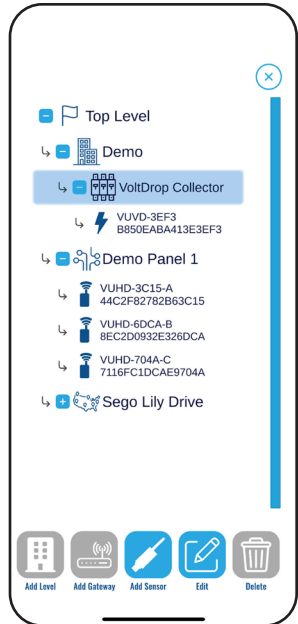 Top Level
Demo
VoltDrop Collector
VUVD-3EF3
B850EABA413E3EF3
Demo Panel 1
VUHD-3C15-A
44C2F82782B63C15
VUHD-6DCA-B
8EC2D0932E326DCA
VUHD-704A-C
7116FC1DCAE9704A
Sego Lily Drive
Add Level Add Gateway Add Sensor Edit Delete